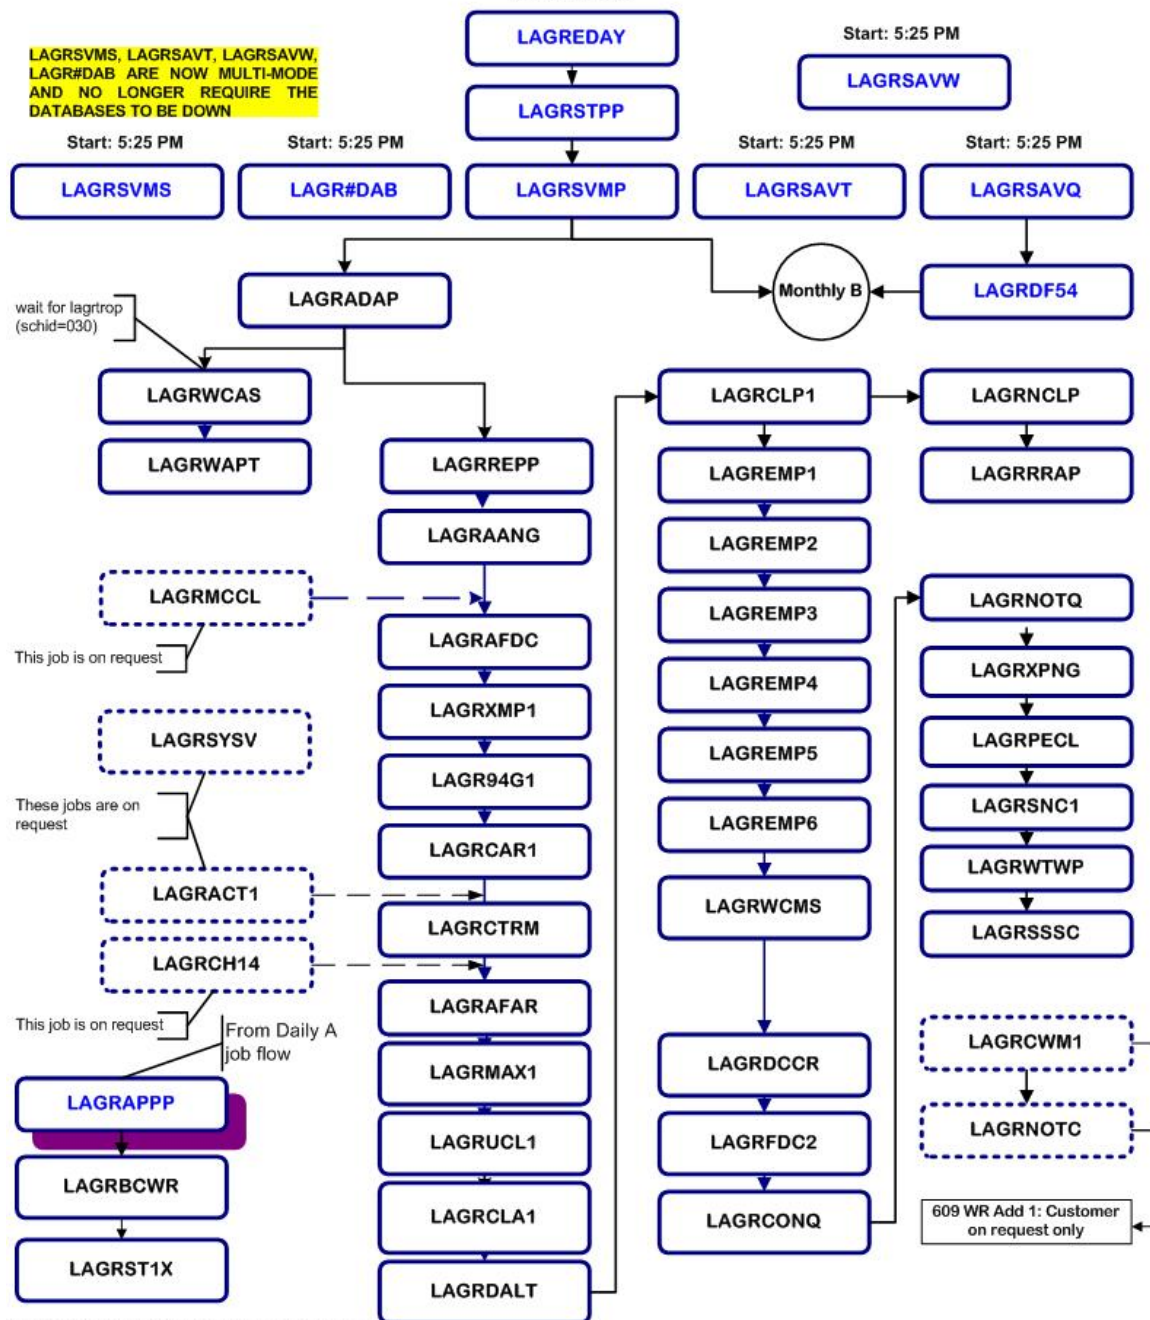 LAGREDAY
Start: 5:25 PM
LAGRSVMS, LAGRSAVT, LAGRSAVW,
LAGR#DAB ARE NOW MULTI-MODE
AND NO LONGER REQUIRE THE
DATABASES TO BE DOWN
LAGRSAVW
LAGRSTPP
Start: 5:25 PM
Start: 5:25 PM
Start: 5:25 PM
Start: 5:25 PM
LAGRSVMS
LAGR#DAB
LAGRSVMP
LAGRSAVT
LAGRSAVQ
LAGRADAP
Monthly B
LAGRDF54
wait for lagrtrop
(schid=030)
LAGRWCAS
LAGRCLP1
LAGRNCLP
LAGRWAPT
LAGRREPP
LAGREMP1
LAGRRRAP
LAGRAANG
LAGREMP2
LAGRMCCL
LAGREMP3
LAGRNOTQ
This job is on request
LAGRAFDC
LAGREMP4
LAGRXPNG
LAGRXMP1
LAGRSYSV
LAGREMP5
LAGRPECL
LAGR94G1
These jobs are on
request
LAGREMP6
LAGRSNC1
LAGRCAR1
LAGRACT1
LAGRWCMS
LAGRWTWP
LAGRCTRM
LAGRSSSC
LAGRCH14
LAGRAFAR
This job is on request
From Daily A
job flow
LAGRCWM1
LAGRMAX1
LAGRDCCR
LAGRAPPP
LAGRNOTC
LAGRUCL1
LAGRFDC2
LAGRBCWR
LAGRCLA1
LAGRCONQ
609 WR Add 1: Customer
on request only
LAGRST1X
LAGRDALT